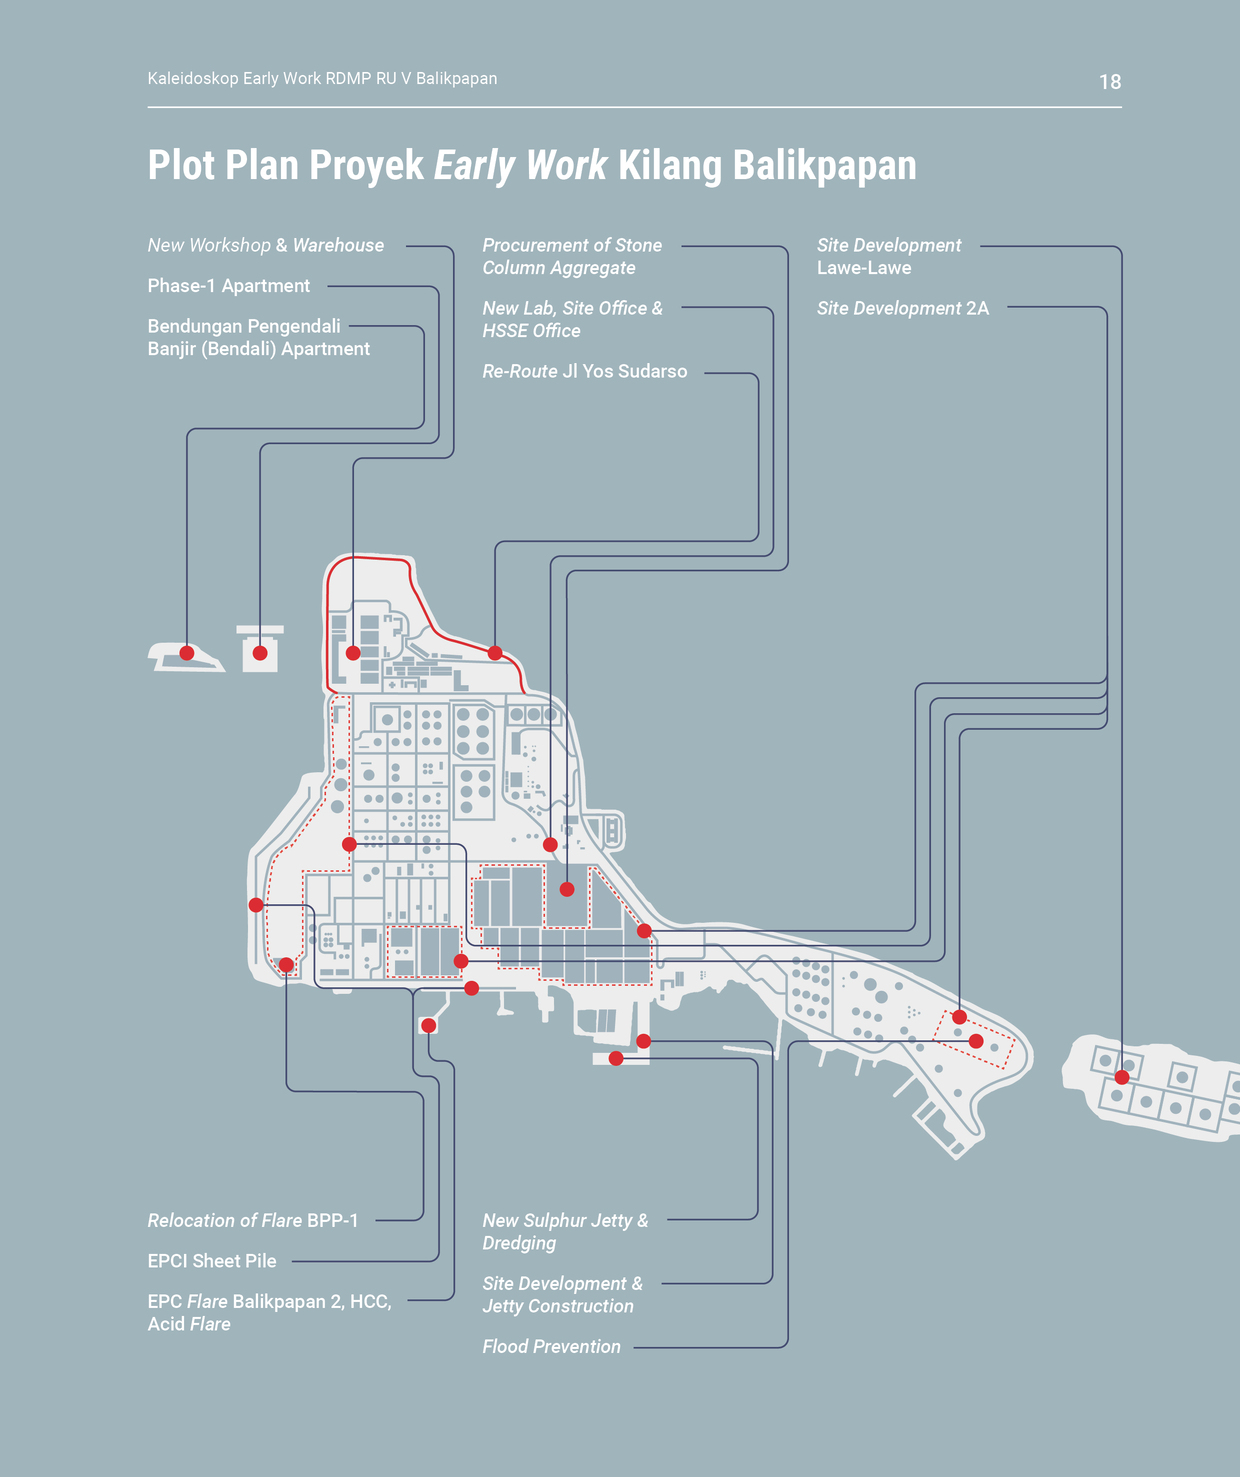 Kaleidoskop Early Work RDMP RU V Balikpapan
18
Plot Plan Proyek Early Work Kilang Balikpapan
New Workshop & Warehouse
Phase-1 Apartment
Bendungan Pengendali
Banjir (Bendali) Apartment
Procurement of Stone
Column Aggregate
New Lab, Site Office &
HSSE Office
Re-Route Jl Yos Sudarso
Site Development
Lawe-Lawe
Site Development 2A
Relocation of Flare BPP-1
EPCI Sheet Pile
EPC Flare Balikpapan 2, HCC,
Acid Flare
New Sulphur Jetty &
Dredging
Site Development &
Jetty Construction
Flood Prevention